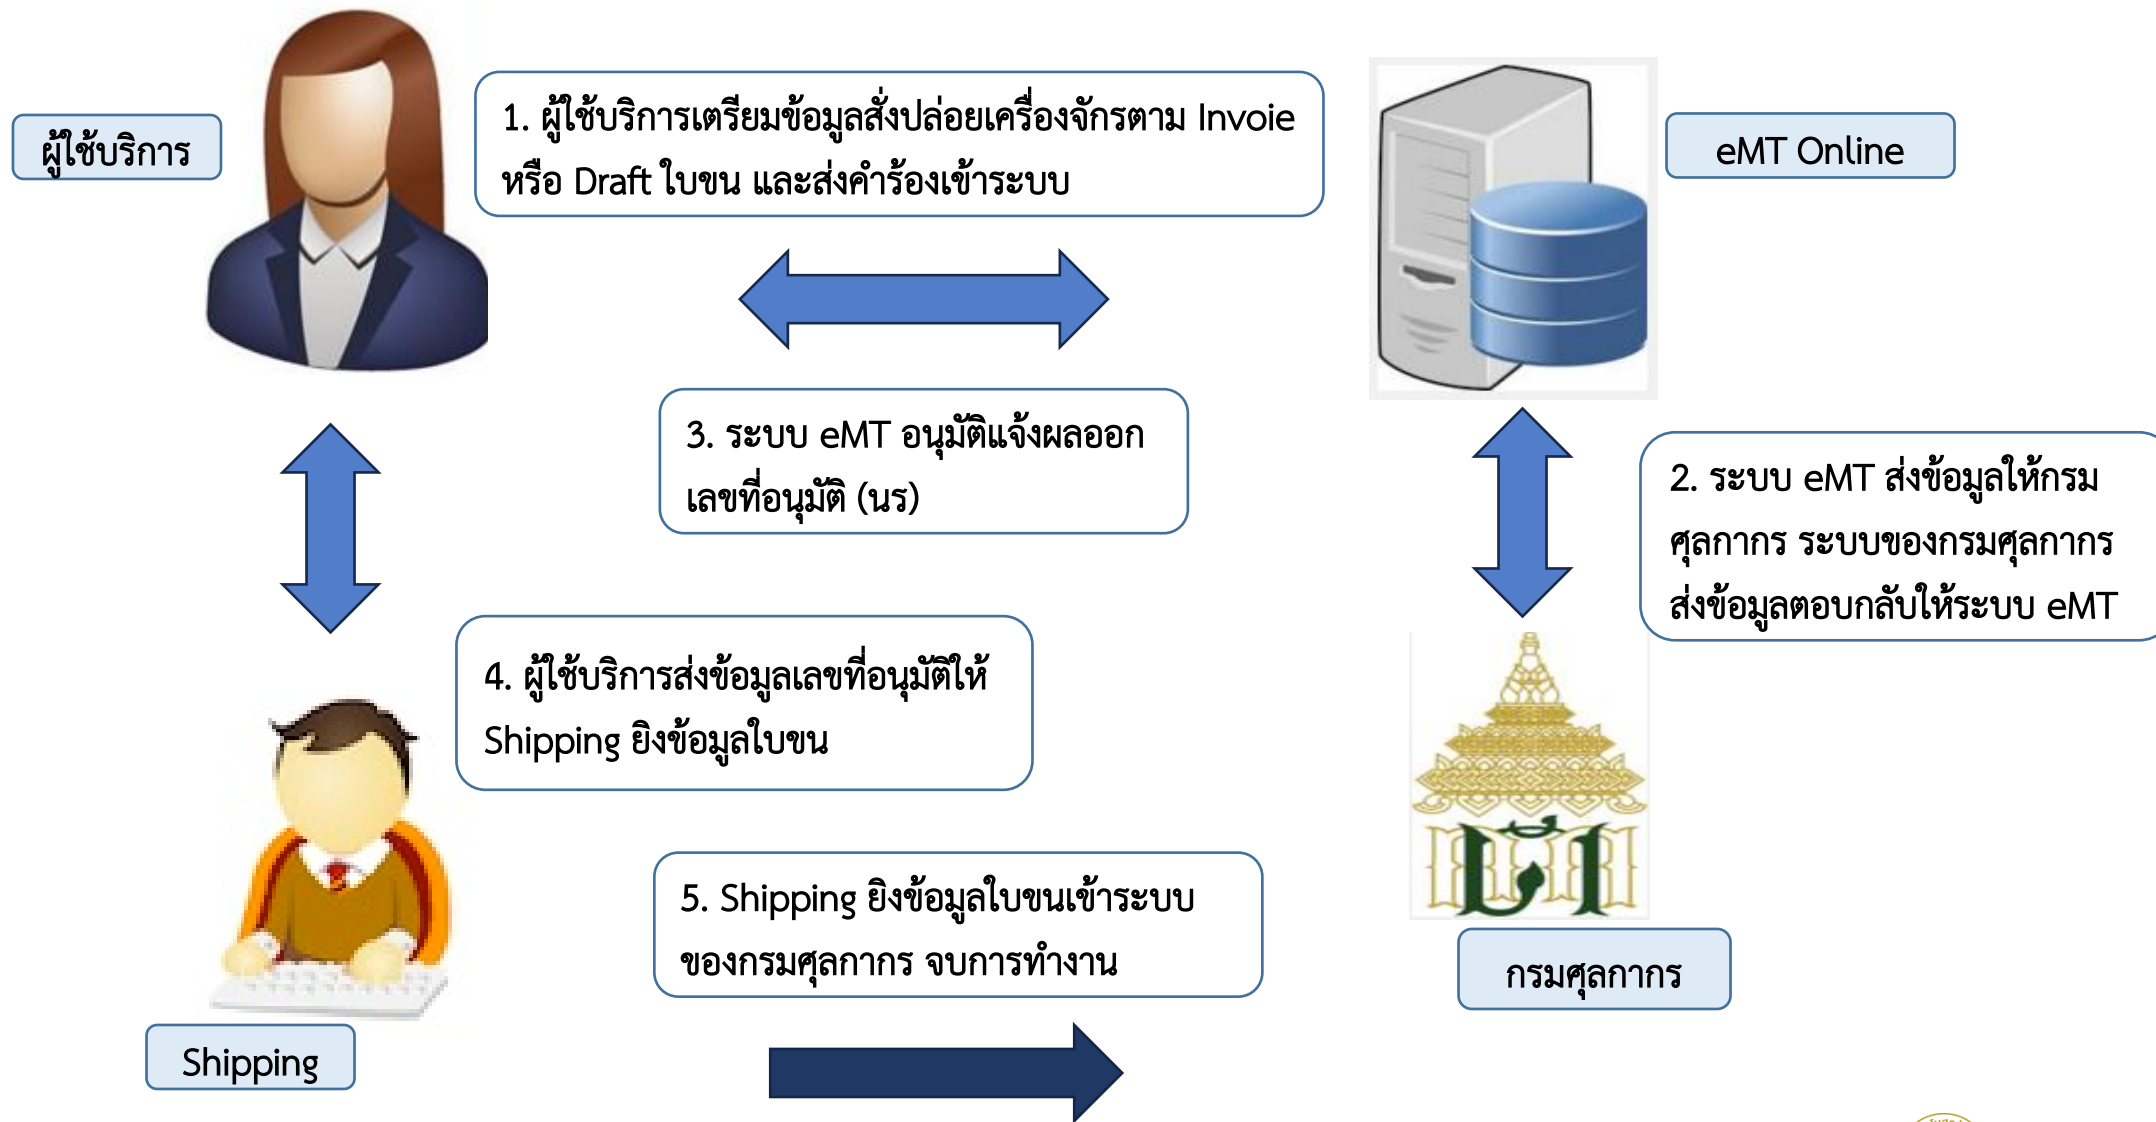 ผู้ใช้บริการ
1. ผู้ใช้บริการเตรียมข้อมูลสั่งปล่อยเครื่องจักรตาม Invoie
หรือ Draft ใบขน และส่งคำร้องเข้าระบบ
eMT Online
3. ระบบ eMT อนุมัติแจ้งผลออก
เลขที่อนุมัติ (นร)
2. ระบบ eMT ส่งข้อมูลให้กรม
ศุลกากร ระบบของกรมศุลกากร
ส่งข้อมูลตอบกลับให้ระบบ eMT
4. ผู้ใช้บริการส่งข้อมูลเลขที่อนุมัติให้
Shipping ยิงข้อมูลใบขน
5. Shipping ยิงข้อมูลใบขนเข้าระบบ
ของกรมศุลกากร จบการทำงาน
กรมศุลกากร
Shipping